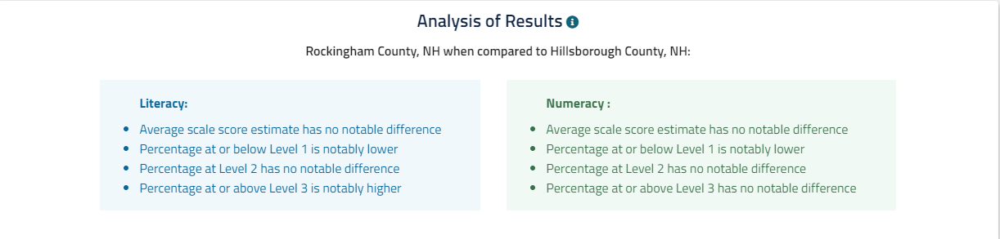 Analysis of Results
Rockingham County, NH when compared to Hillsborough County, NH:
Literacy:
Average scale score estimate has no notable difference
Percentage at or below Level 1 is notably lower
Percentage at Level 2 has no notable difference
Percentage at or above Level 3 is notably higher
Numeracy :
Average scale score estimate has no notable difference
Percentage at or below Level 1 is notably lower
Percentage at Level 2 has no notable difference
Percentage at or above Level 3 has no notable difference